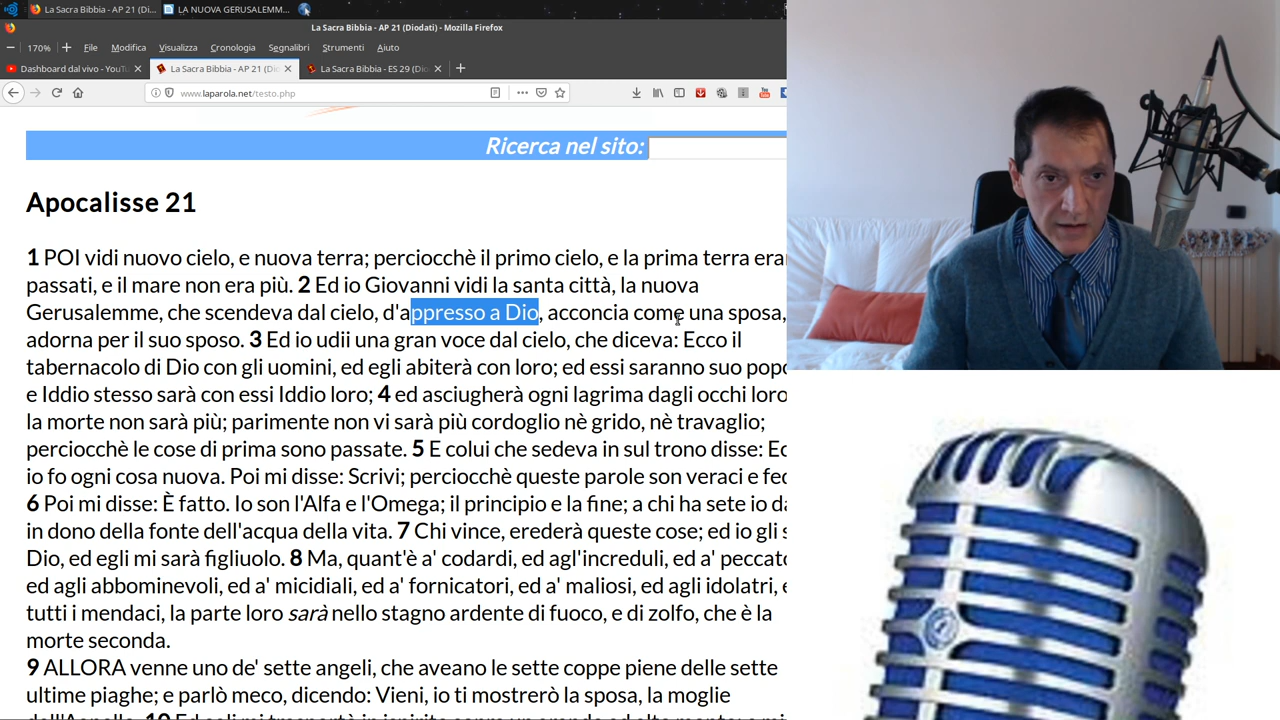 La Sacra Bibbia - AP 21 (Di...
LA NUOVA GERUSALEMM...
La Sacra Bibbia - AP 21 (Diodati) - Mozilla Firefox
170%
File Modifica Visualizza Cronologia Segnalibri Strumenti Aiuto
Dashboard dal vivo - YouTu
La Sacra Bibbia - AP 21 (Dio
La Sacra Bibbia - ES 29 (Dio
www.laparola.net/testo.php
Ricerca nel sito:
Apocalisse 21
1 POI vidi nuovo cielo, e nuova terra; perciocchè il primo cielo, e la prima terra eran
passati, e il mare non era più. 2 Ed io Giovanni vidi la santa città, la nuova
Gerusalemme, che scendeva dal cielo, d'appresso a Dio, acconcia come una sposa,
adorna per il suo sposo. 3 Ed io udii una gran voce dal cielo, che diceva: Ecco il
tabernacolo di Dio con gli uomini, ed egli abiterà con loro; ed essi saranno suo popo
e Iddio stesso sarà con essi Iddio loro; 4 ed asciugherà ogni lagrima dagli occhi loro
la morte non sarà più; parimente non vi sarà più cordoglio nè grido, nè travaglio;
perciocchè le cose di prima sono passate. 5 E colui che sedeva in sul trono disse: Ec
io fo ogni cosa nuova. Poi mi disse: Scrivi; perciocchè queste parole son veraci e fed
6 Poi mi disse: È fatto. Io son l'Alfa e l'Omega; il principio e la fine; a chi ha sete io da
in dono della fonte dell'acqua della vita. 7 Chi vince, erederà queste cose; ed io gli s
Dio, ed egli mi sarà figliuolo. 8 Ma, quant'è a' codardi, ed agl'increduli, ed a' peccato
ed agli abbominevoli, ed a' micidiali, ed a' fornicatori, ed a' maliosi, ed agli idolatri, e
tutti i mendaci, la parte loro sarà nello stagno ardente di fuoco, e di zolfo, che è la
morte seconda.
9 ALLORA venne uno de' sette angeli, che aveano le sette coppe piene delle sette
ultime piaghe; e parlò meco, dicendo: Vieni, io ti mostrerò la sposa, la moglie